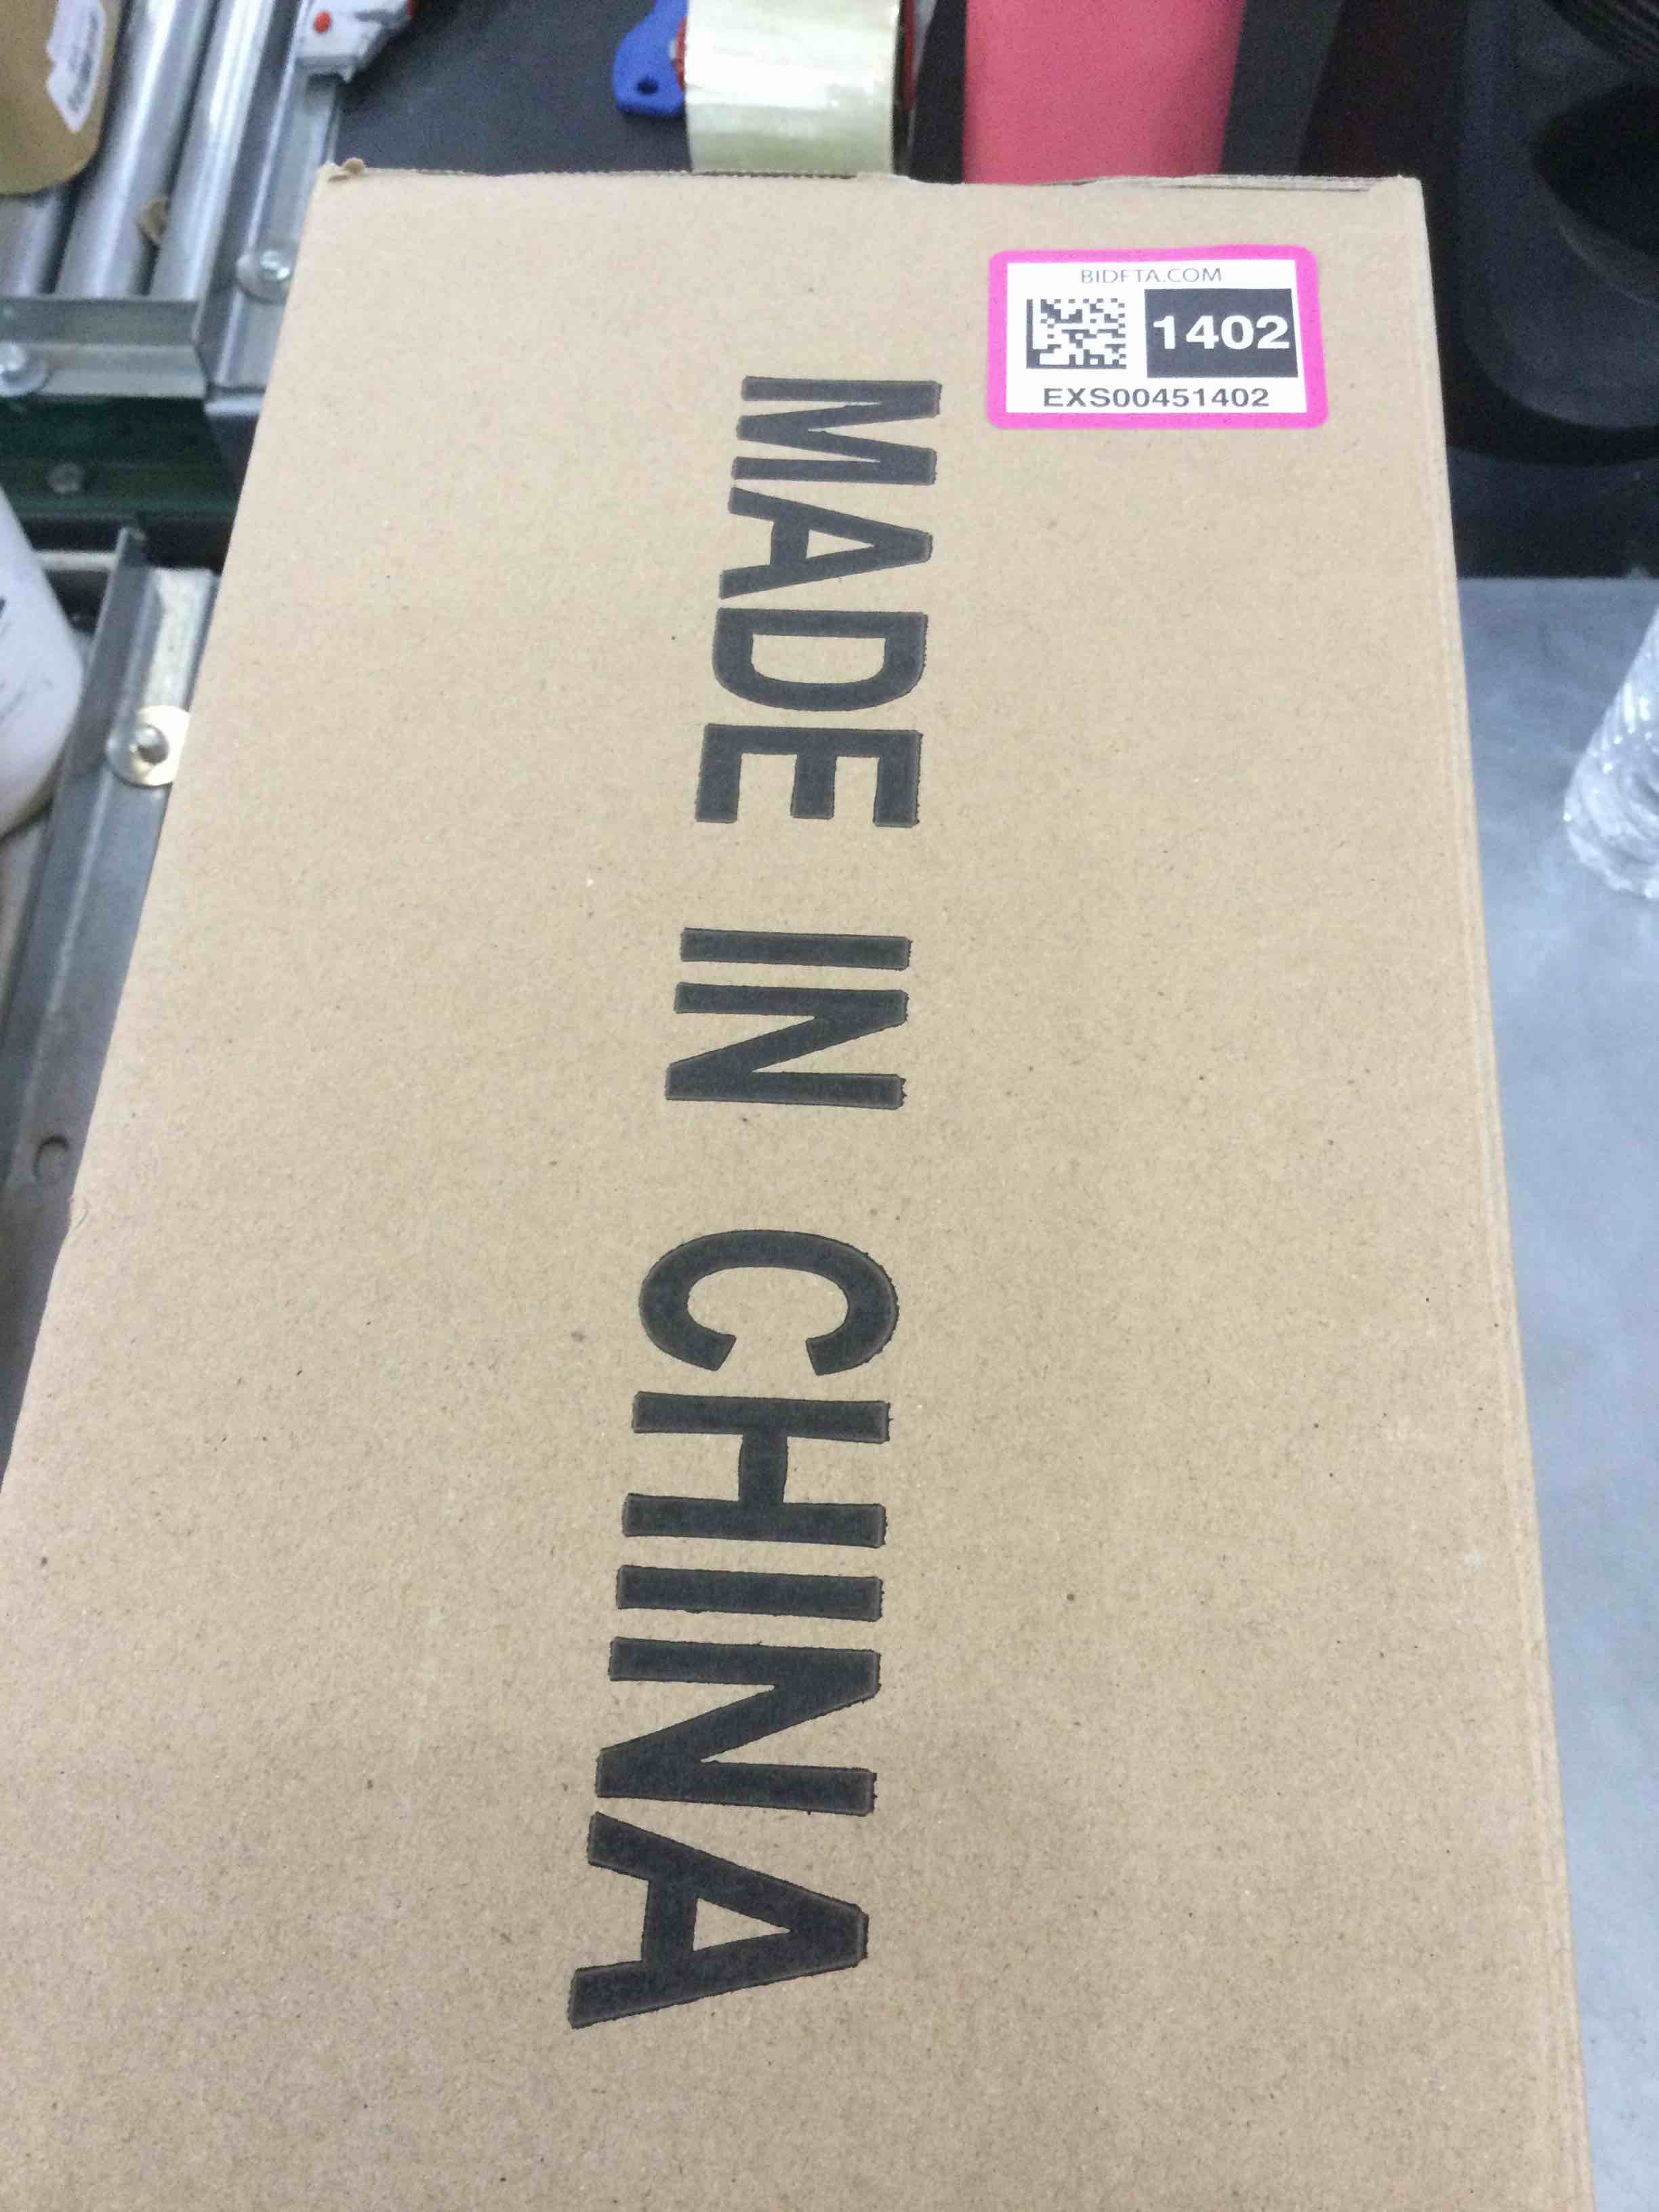 BIDFTA.COM
1402
EXS00451402
MADE IN CHINA